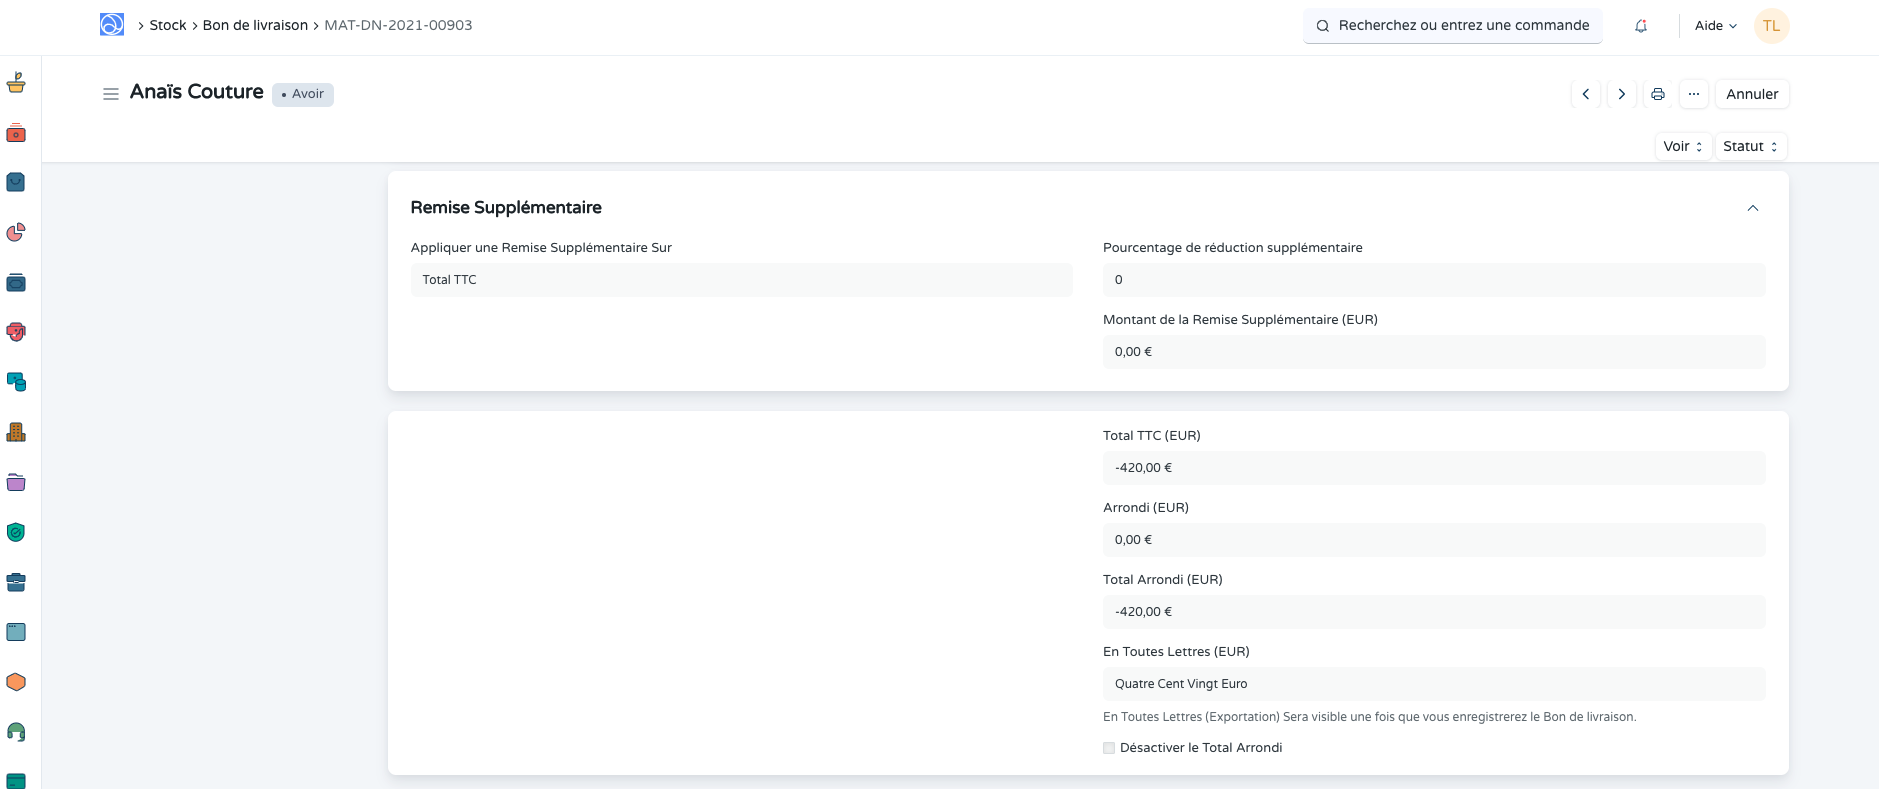 Stock
Bon de livraison
MAT-DN-2021-00903
Recherchez ou entrez une commande
Aide
TL
Anaïs Couture
Avoir
Annuler
Voir
Statut
Remise Supplémentaire
Appliquer une Remise Supplémentaire Sur
Total TTC
Pourcentage de réduction supplémentaire
0
Montant de la Remise Supplémentaire (EUR)
0,00 €
Total TTC (EUR)
-420,00 €
Arrondi (EUR)
0,00 €
Total Arrondi (EUR)
-420,00 €
En Toutes Lettres (EUR)
Quatre Cent Vingt Euro
En Toutes Lettres (Exportation) Sera visible une fois que vous enregistrerez le Bon de livraison.
Désactiver le Total Arrondi